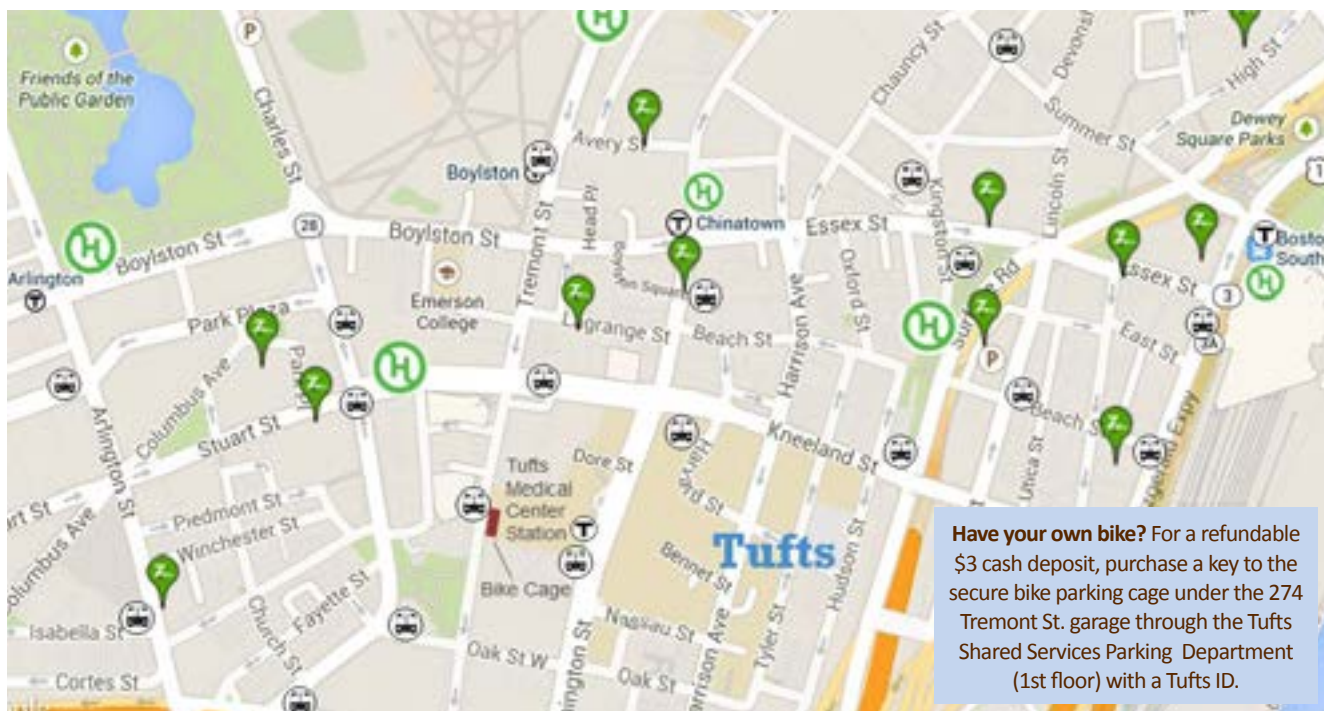 Friends of the
Public Garden
P
Charles St
Avery St
Boylston
Tremont St
Head Pl
Chinatown
T
Chauncy St
Devonsh
Summer St
High St
Dewey
Square Parks
1
Kingston St
Lincoln St
Essex St
Boylston St
28
Boylston St
Arlington
T
Park Plaza
Emerson
College
Lagrange St
Beach St
Harrison Ave
Oxford St
T
Bosto
South
Essex St
3
3A
East St
P
Columbus Ave
Stuart St
Arlington St
Kneeland St
Beach St
Utica St
Tufts
Medical
Center
Station
T
Dore St
Harvard St
Tufts
Bennet St
Hudson St
Tyler St
Piedmont St
Winchester St
Columbus Ave
Church St
Fayette St
Isabella St
Cortes St
Bike Cage
Nassau St
Oak St W
Oak St
Have your own bike? For a refundable
$3 cash deposit, purchase a key to the
secure bike parking cage under the 274
Tremont St. garage through the Tufts
Shared Services Parking Department
(1st floor) with a Tufts ID.